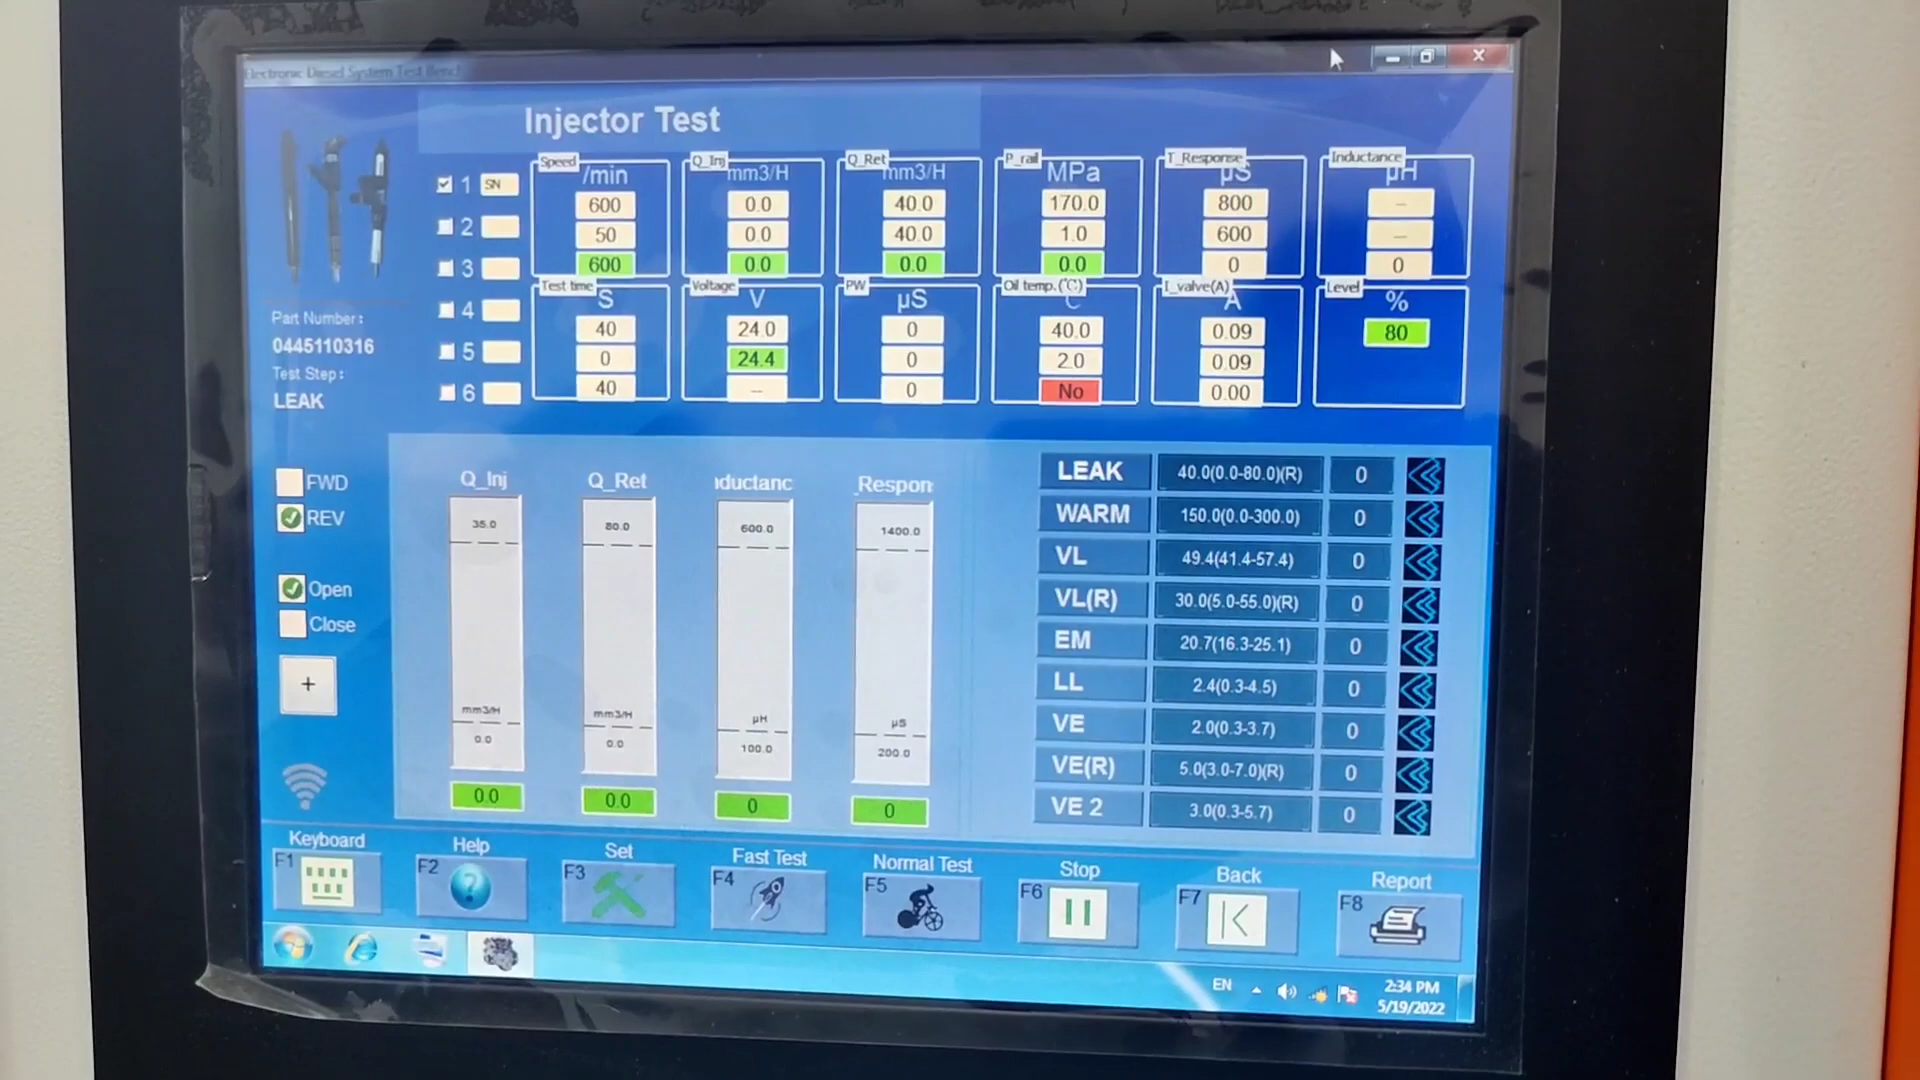 Electronic Diesel System Test Bench
Injector Test
1 SN
2
3
4
5
6
Speed
/min
600
50
600
Q_Inj
mm3/H
0.0
0.0
0.0
Q_Ret
mm3/H
40.0
40.0
0.0
P_rail
MPa
170.0
1.0
0.0
T_Response
µS
800
600
0
Inductance
µH
--
--
0
Test time
S
40
0
40
Voltage
V
24.0
24.4
--
PW
µS
0
0
0
Oil temp.(℃)
C
40.0
2.0
No
I_valve(A)
A
0.09
0.09
0.00
Level
%
80
Part Number:
0445110316
Test Step:
LEAK
FWD
REV
Open
Close
+
Q_Inj
35.0
mm3/H
0.0
0.0
Q_Ret
80.0
mm3/H
0.0
0.0
nductanc
600.0
µH
100.0
0
_Respon
1400.0
µS
200.0
0
LEAK 40.0(0.0-80.0)(R) 0
WARM 150.0(0.0-300.0) 0
VL 49.4(41.4-57.4) 0
VL(R) 30.0(5.0-55.0)(R) 0
EM 20.7(16.3-25.1) 0
LL 2.4(0.3-4.5) 0
VE 2.0(0.3-3.7) 0
VE(R) 5.0(3.0-7.0)(R) 0
VE 2 3.0(0.3-5.7) 0
Keyboard
F1
Help
F2
Set
F3
Fast Test
F4
Normal Test
F5
Stop
F6
Back
F7
Report
F8
EN
2:34 PM
5/19/2022